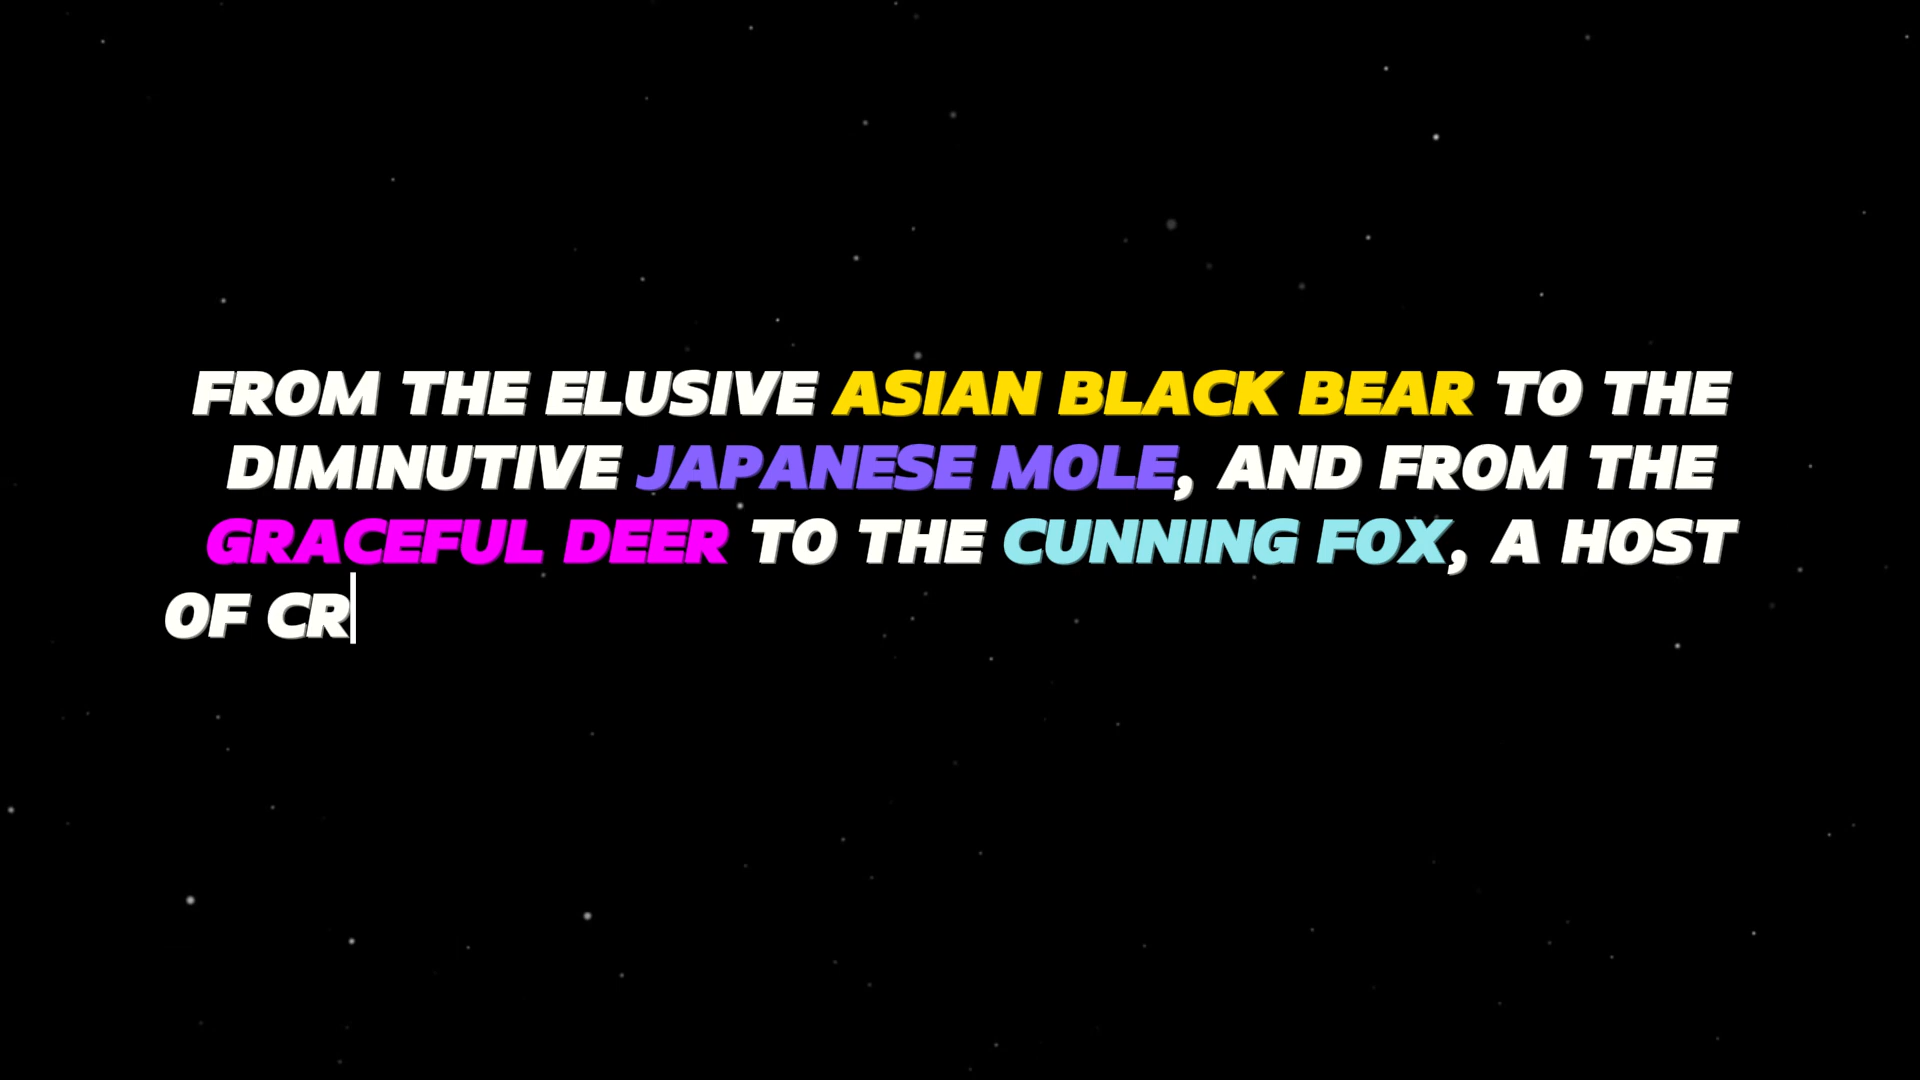 FROM THE ELUSIVE ASIAN BLACK BEAR TO THE
DIMINUTIVE JAPANESE MOLE, AND FROM THE
GRACEFUL DEER TO THE CUNNING FOX, A HOST
OF CR